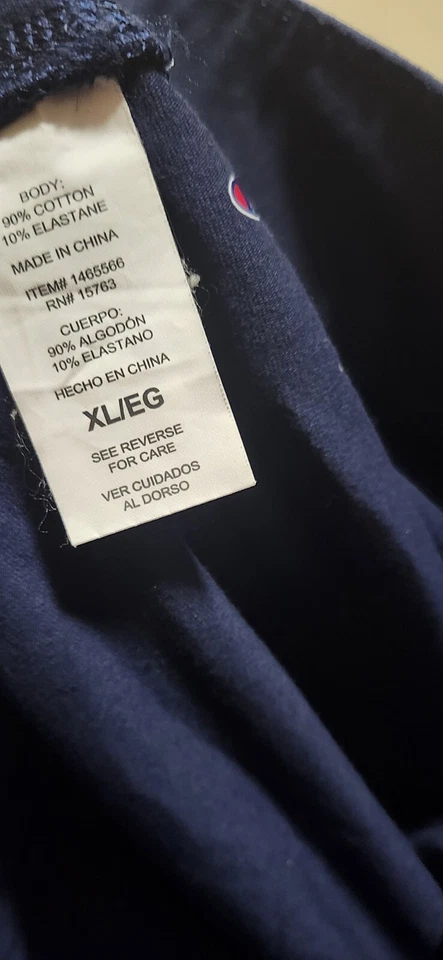 BODY:
90% COTTON
10% ELASTANE
MADE IN CHINA
ITEM# 1465566
RN# 15763
CUERPO:
90% ALGODÓN
10% ELASTANO
HECHO EN CHINA
XL/EG
SEE REVERSE
FOR CARE
VER CUIDADOS
AL DORSO